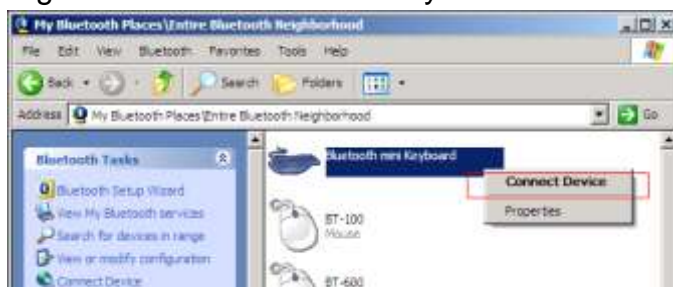 My Bluetooth Places\Entire Bluetooth Neighborhood
File Edit View Bluetooth Favorites Tools Help
Back Search Folders
Address My Bluetooth Places\Entire Bluetooth Neighborhood Go
Bluetooth Tasks
Bluetooth Setup Wizard
View My Bluetooth services
Search for devices in range
View or modify configuration
Connect Device
Bluetooth mini Keyboard
Connect Device
Properties
BT-100
Mouse
BT-600